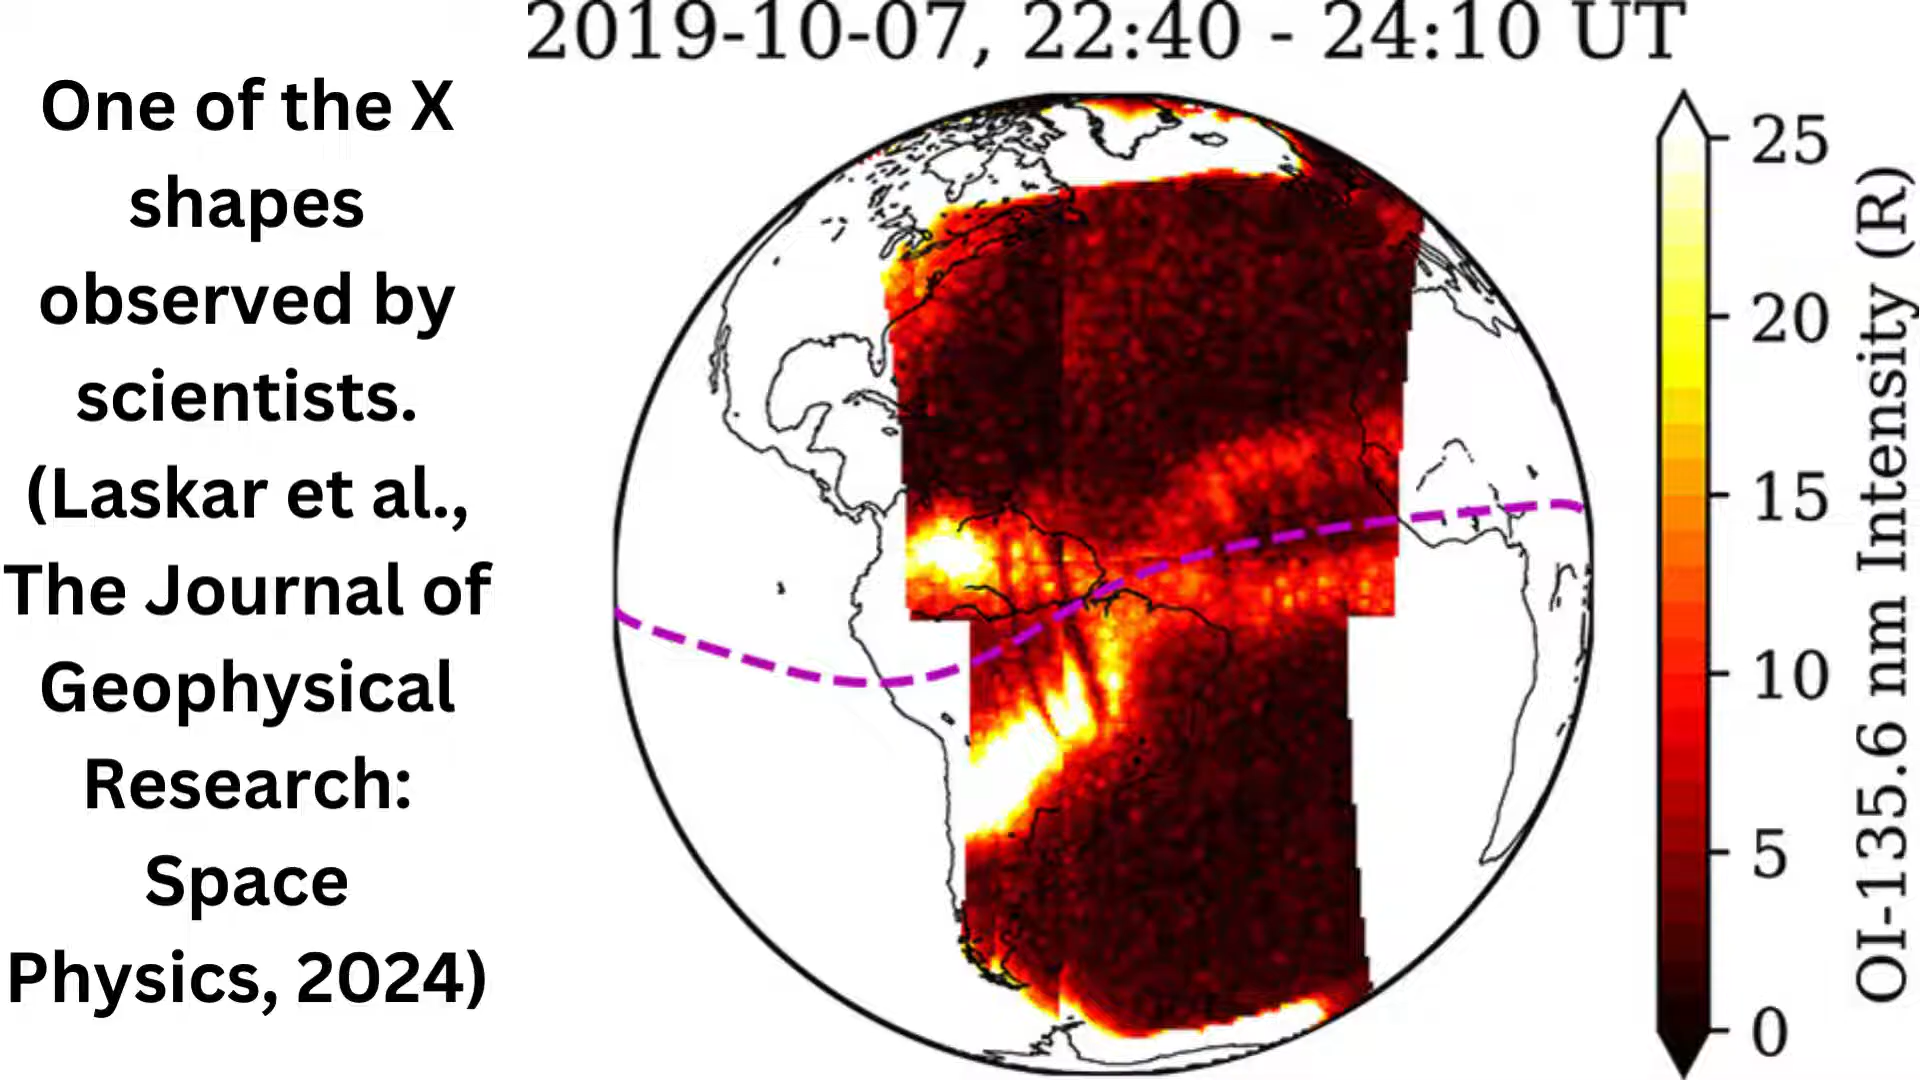 2019-10-07, 22:40 - 24:10 UT
One of the X
shapes
observed by
scientists.
(Laskar et al.,
The Journal of
Geophysical
Research:
Space
Physics, 2024)
25
20
15
10
5
0
OI-135.6 nm Intensity (R)